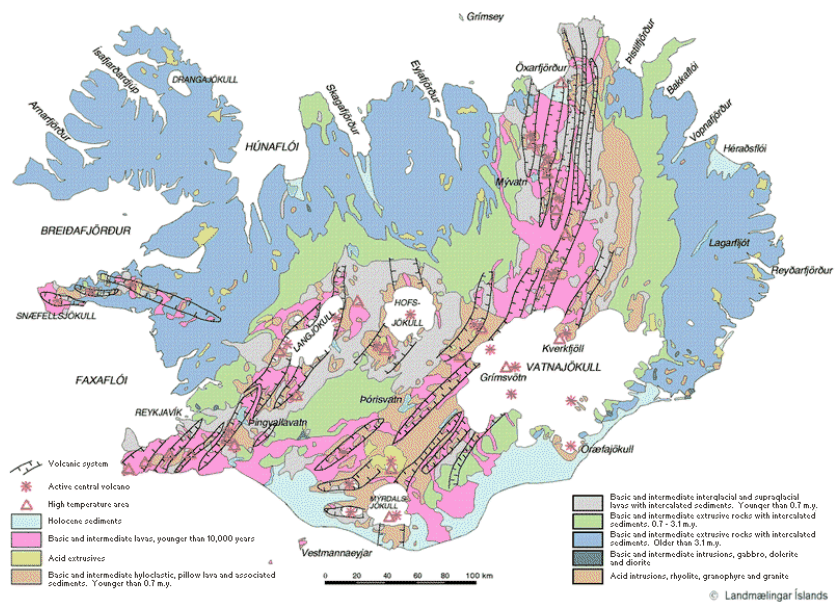 Grímsey
Ísafjarðardjúp
DRANGAJÖKULL
Arnarfjörður
HÚNAFLÓI
Skagafjörður
Eyjafjörður
Öxarfjörður
Þistilfjörður
Bakkaflói
Vopnafjörður
Héraðsflói
Mývatn
BREIÐAFJÖRÐUR
Lagarfljót
Reyðarfjörður
SNÆFELLSJÖKULL
LANGJÖKULL
HOFS-
JÖKULL
Kverkfjöll
VATNAJÖKULL
Grímsvötn
FAXAFLÓI
Þórisvatn
REYKJAVÍK
Þingvallavatn
Öræfajökull
MÝRDALS-
JÖKULL
Vestmannaeyjar
Volcanic system
Active central volcano
High temperature area
Holocene sediments
Basic and intermediate lavas, younger than 10,000 years
Acid extrusives
Basic and intermediate hyloclastic, pillow lava and associated
sediments. Younger than 0.7 m.y.
0 20 40 60 80 100 km
Basic and intermediate interglacial and supraglacial
lavas with intercalated sediments. Younger than 0.7 m.y.
Basic and intermediate extrusive rocks with intercalated
sediments. 0.7 - 3.1 m.y.
Basic and intermediate extrusive rocks with intercalated
sediments. Older than 3.1 m.y.
Basic and intermediate intrusions, gabbro, dolerite
and diorite
Acid intrusions, rhyolite, granophyre and granite
© Landmælingar Íslands